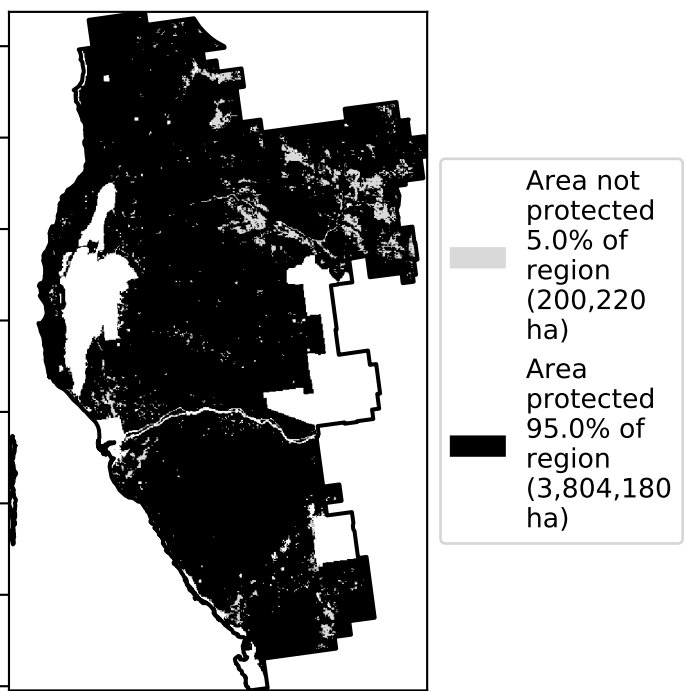 Area not
protected
5.0% of
region
(200,220
ha)
Area
protected
95.0% of
region
(3,804,180
ha)